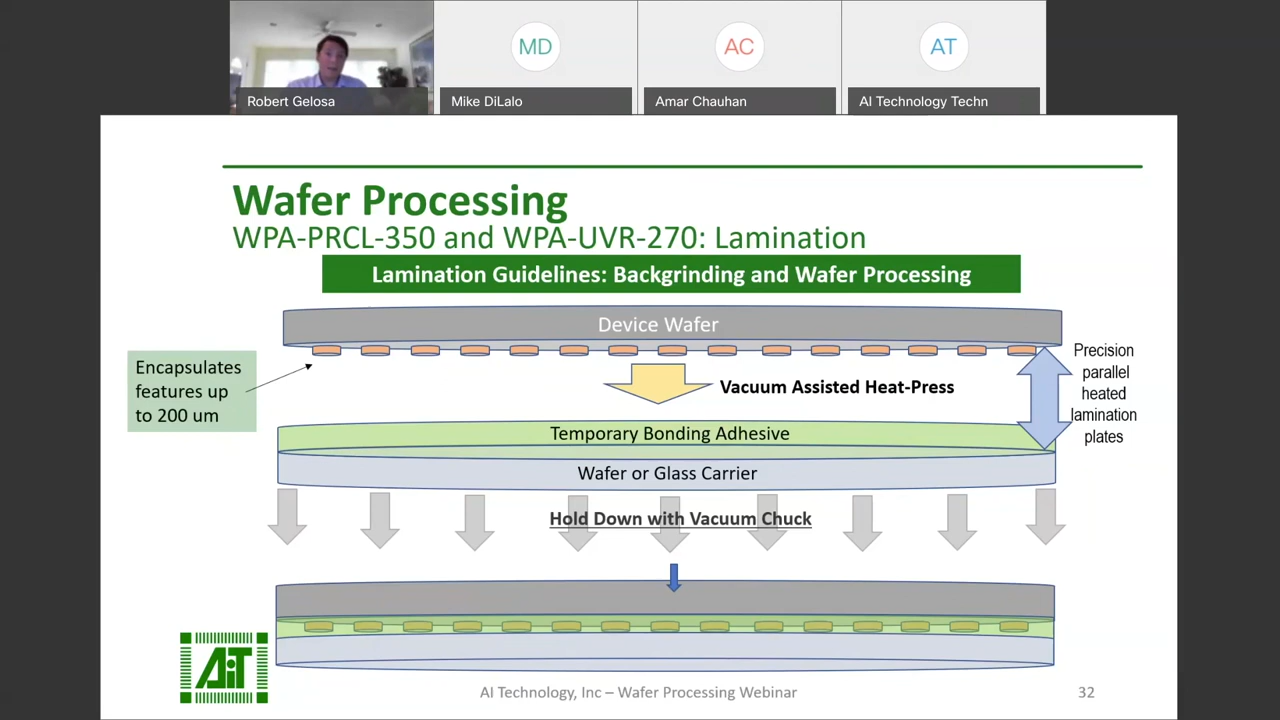 MD
AC
AT
Robert Gelosa
Mike DiLalo
Amar Chauhan
AI Technology Techn
Wafer Processing
WPA-PRCL-350 and WPA-UVR-270: Lamination
Lamination Guidelines: Backgrinding and Wafer Processing
Device Wafer
Encapsulates
features up
to 200 um
Vacuum Assisted Heat-Press
Precision
parallel
heated
lamination
plates
Temporary Bonding Adhesive
Wafer or Glass Carrier
Hold Down with Vacuum Chuck
AiT
AI Technology, Inc – Wafer Processing Webinar
32